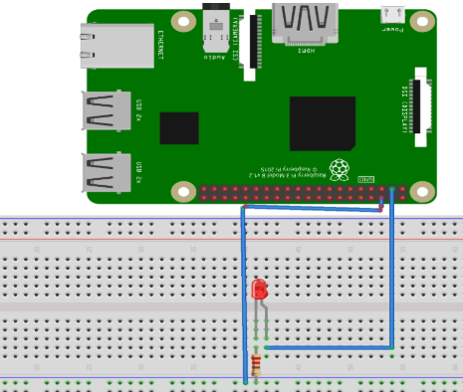 ETHERNET
Audio
CSI (CAMERA)
HDMI
Power
USB 2x
USB 2x
DSI (DISPLAY)
Raspberry Pi 3 Model B v1.2
© Raspberry Pi 2015
GPIO